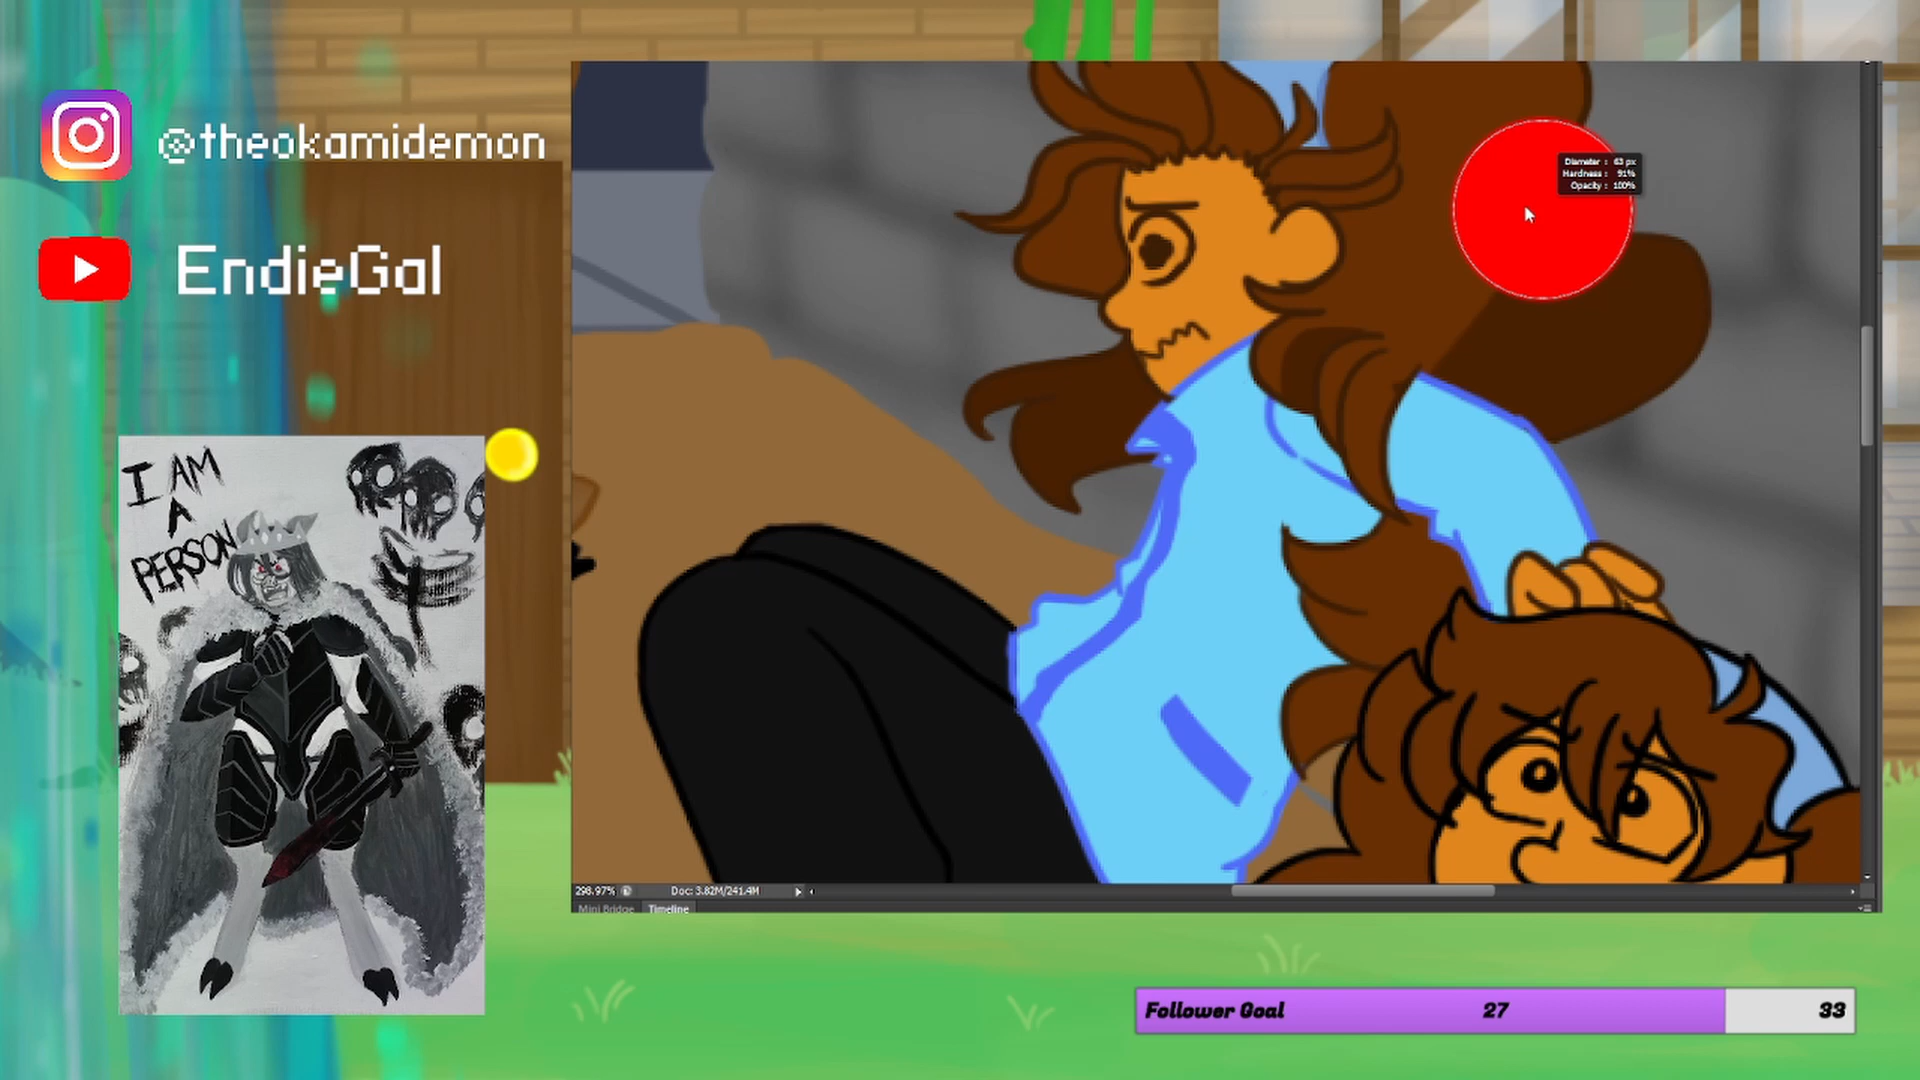 @theokamidemon
EndieGal
I AM
A
PERSON
Diameter : 63 px
Hardness : 91%
Opacity : 100%
298.97%
Doc: 3.82M/241.4M
Mini Bridge
Timeline
Follower Goal
27
33